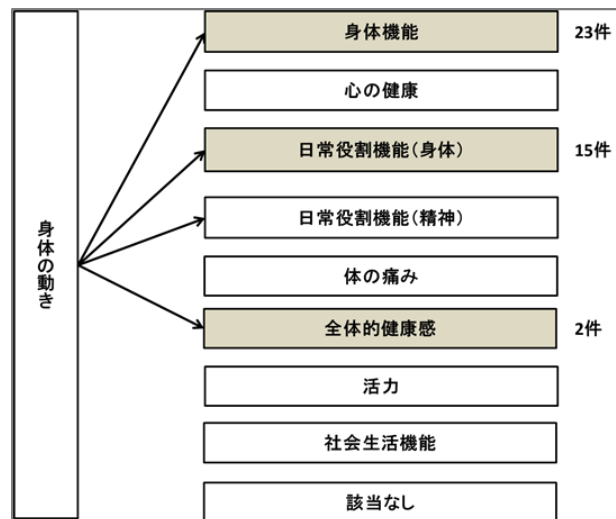 身体の動き
身体機能 23件
心の健康
日常役割機能(身体) 15件
日常役割機能(精神)
体の痛み
全体的健康感 2件
活力
社会生活機能
該当なし